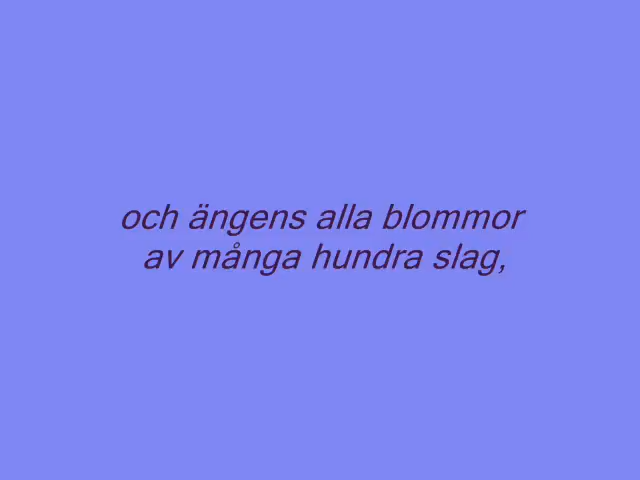 och ängens alla blommor
av många hundra slag,